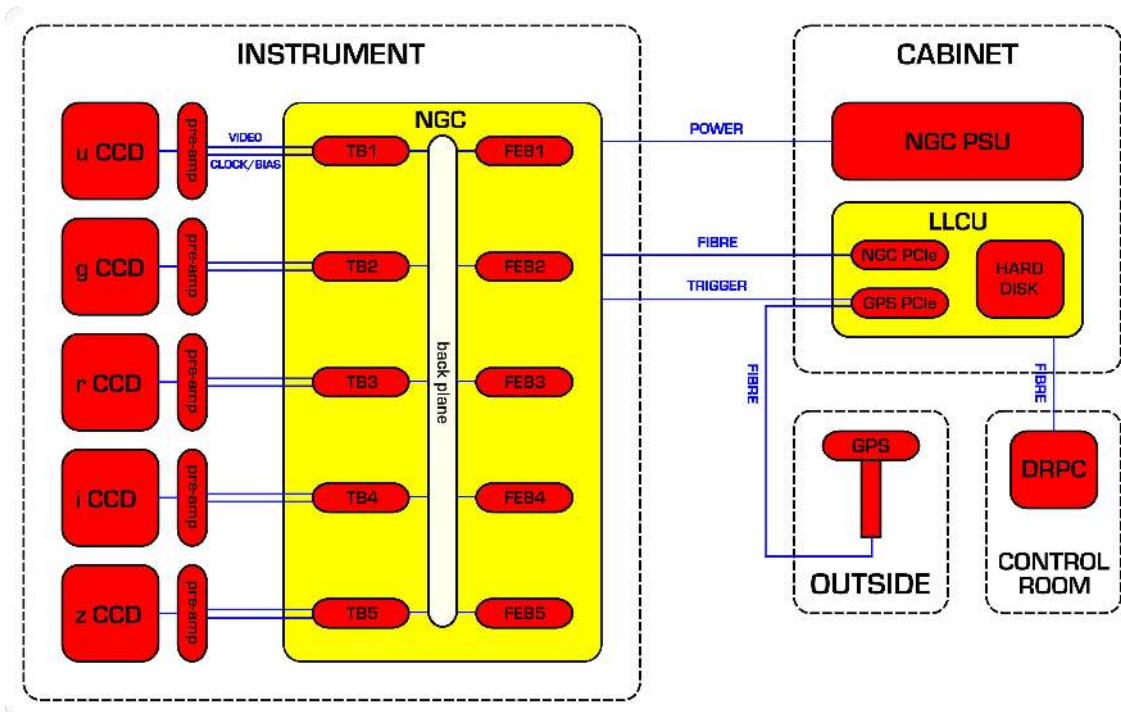 INSTRUMENT
u CCD
pre-amp
VIDEO
CLOCK/BIAS
g CCD
pre-amp
r CCD
pre-amp
i CCD
pre-amp
z CCD
pre-amp
NGC
TB1
FEB1
TB2
FEB2
TB3
FEB3
TB4
FEB4
TB5
FEB5
back plane
POWER
FIBRE
TRIGGER
CABINET
NGC PSU
LLCU
NGC PCIe
GPS PCIe
HARD
DISK
FIBRE
FIBRE
GPS
OUTSIDE
DRPC
CONTROL
ROOM